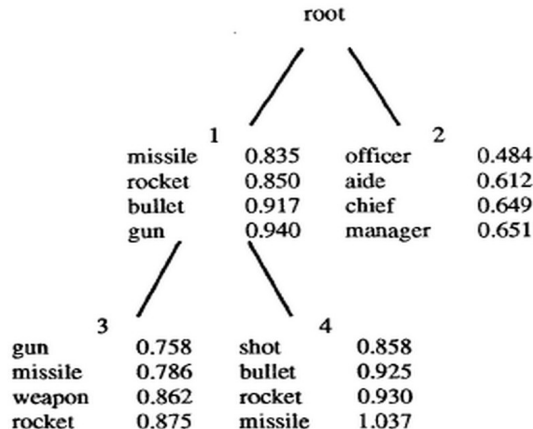 root
1 2
missile 0.835 officer 0.484
rocket 0.850 aide 0.612
bullet 0.917 chief 0.649
gun 0.940 manager 0.651
3 4
gun 0.758 shot 0.858
missile 0.786 bullet 0.925
weapon 0.862 rocket 0.930
rocket 0.875 missile 1.037